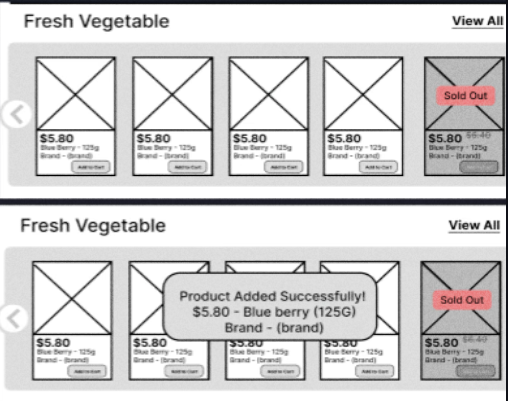 Fresh Vegetable
View All
Sold Out
$5.80 $5.80 $5.80 $5.80 $5.80 $6.40
Blue Berry - 125g Blue Berry - 125g Blue Berry - 125g Blue Berry - 125g Blue Berry - 125g
Brand - (brand) Brand - (brand) Brand - (brand) Brand - (brand) Brand - (brand)
Add to Cart Add to Cart Add to Cart Add to Cart
Fresh Vegetable
View All
Product Added Successfully!
$5.80 - Blue berry (125G)
Brand - (brand)
Sold Out
$5.80 $5.80 $5.80 $5.80 $5.80 $6.40
Blue Berry - 125g Blue Berry - 125g Blue Berry - 125g Blue Berry - 125g Blue Berry - 125g
Brand - (brand) Brand - (brand) Brand - (brand) Brand - (brand) Brand - (brand)
Add to Cart Add to Cart Add to Cart Add to Cart